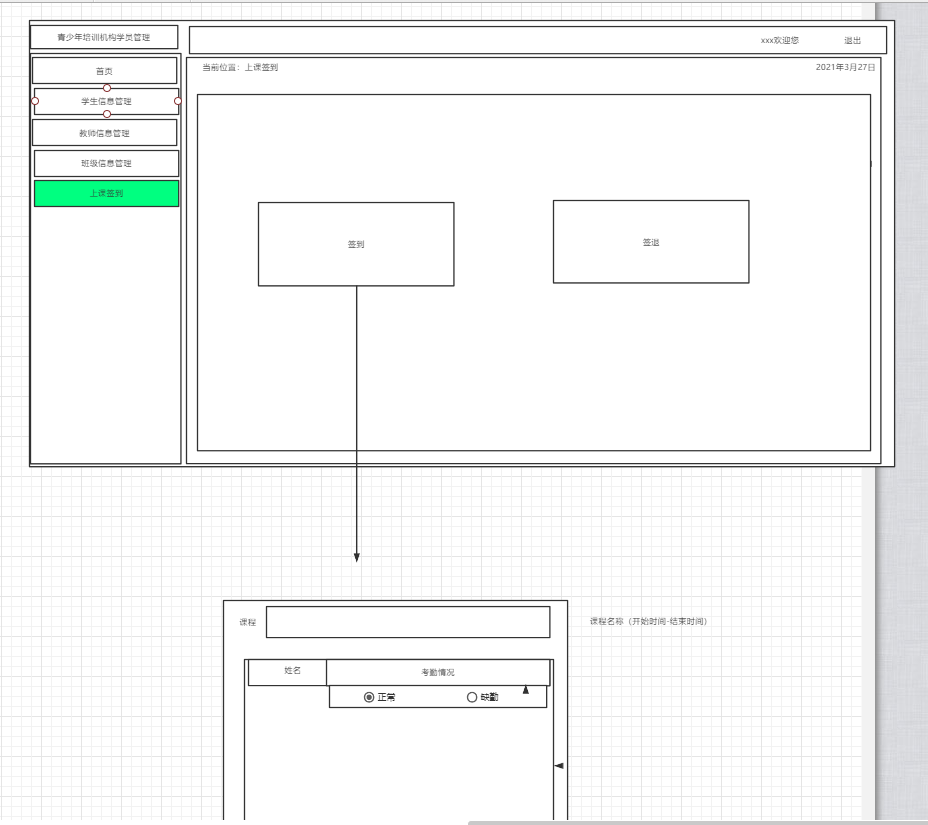 青少年培训机构学员管理
xxx欢迎您
退出
首页
学生信息管理
教师信息管理
班级信息管理
上课签到
当前位置：上课签到
2021年3月27日
签到
签退
课程
课程名称（开始时间-结束时间）
姓名
考勤情况
正常
缺勤